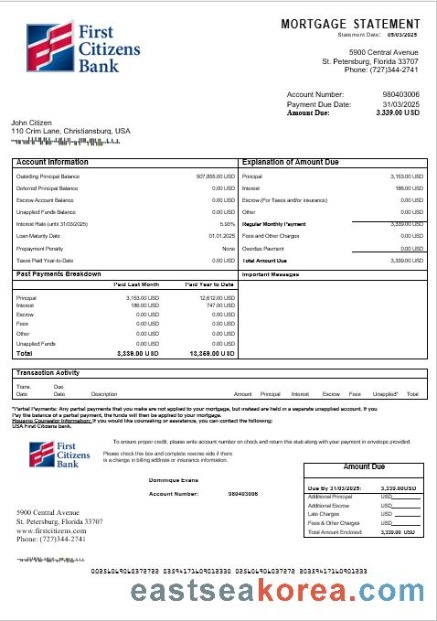 First
Citizens
Bank
MORTGAGE STATEMENT
Statement Date: 05/03/2025
5900 Central Avenue
St. Petersburg, Florida 33707
Phone: (727)344-2741
Account Number: 980403006
Payment Due Date: 31/03/2025
Amount Due: 3,339.00 USD
John Citizen
110 Crim Lane, Christiansburg, USA
Account Information
Outstanding Principal Balance 507,855.00 USD
Deferred Principal Balance 0.00 USD
Escrow Account Balance 0.00 USD
Unapplied Funds Balance 0.00 USD
Interest Rate (until 31/03/2025) 5.90%
Loan Maturity Date 01.01.2025
Prepayment Penalty None
Taxes Paid Year-to-Date 0.00 USD
Explanation of Amount Due
Principal 3,153.00 USD
Interest 186.00 USD
Escrow (For Taxes and/or insurance) 0.00 USD
Other 0.00 USD
Regular Monthly Payment 3,339.00 USD
Fees and Other Charges 0.00 USD
Overdue Payment 0.00 USD
Total Amount Due 3,339.00 USD
Past Payments Breakdown
Paid Last Month Paid Year to Date
Principal 3,153.00 USD 12,612.00 USD
Interest 186.00 USD 747.00 USD
Escrow 0.00 USD 0.00 USD
Fees 0.00 USD 0.00 USD
Other 0.00 USD 0.00 USD
Unapplied Funds 0.00 USD 0.00 USD
Total 3,339.00 USD 13,359.00 USD
Important Messages
Transaction Activity
Trans. Due
Date Date Description Amount Principal Interest Escrow Fees Unapplied* Total
*Partial Payments: Any partial payments that you make are not applied to your mortgage, but instead are held in a separate unapplied account. If you
Pay the balance of a partial payment, the funds will then be applied to your mortgage.
Housing Counselor Information: If you would like counseling or assistance, you can contact the following:
USA First Citizens bank.
First
Citizens
Bank
To ensure proper credit, please write account number on check and return this stub along with your payment in envelope provided.
Please check this box and complete reverse side if there
is a change in billing address or insurance information.
Dominique Evans
Account Number: 980403006
Amount Due
Due By 31/03/2025: 3,339.00USD
Additional Principal USD
Additional Escrow USD
Late Charges USD
Fees & Other Charges USD
Total Amount Enclosed 3,339.00 USD
5900 Central Avenue
St. Petersburg, Florida 33707
www.firstcitizens.com
Phone: (727)344-2741
eastseakorea.com